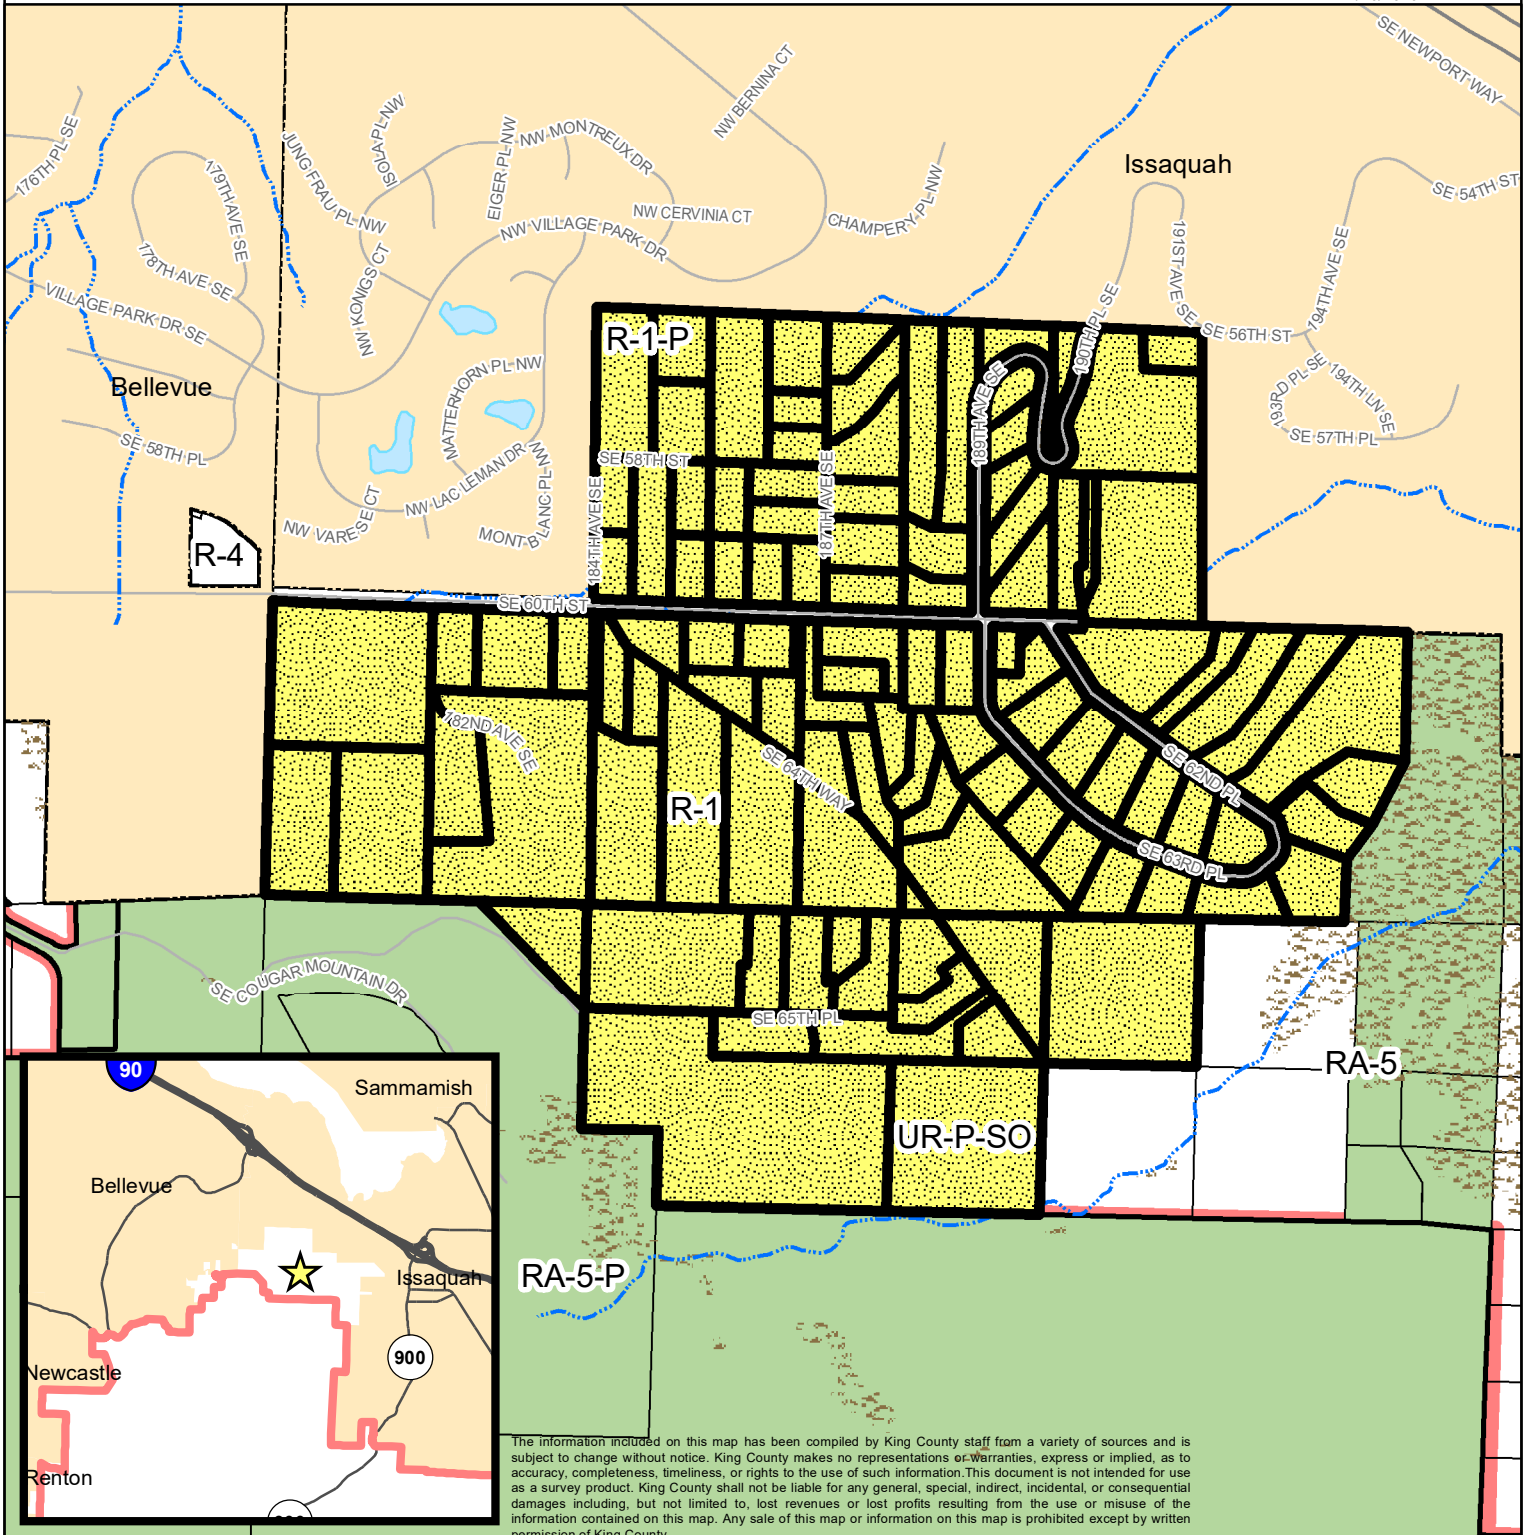 SE NEWPORT WAY
Issaquah
NW BERNINA CT
ISOLA PL NW
JUNG FRAU PL NW
EIGER PL NW
NW MONTREUX DR
176TH PL SE
179TH AVE SE
178TH AVE SE
NW CERVINIA CT
CHAMPERY PL NW
NW VILLAGE PARK DR
SE 54TH ST
191ST AVE SE
194TH AVE SE
NW KONIGS CT
VILLAGE PARK DR SE
190TH PL SE
SE 56TH ST
R-1-P
Bellevue
MATTERHORN PL NW
189TH AVE SE
193RD PL SE
194TH LN SE
SE 57TH PL
SE 58TH PL
SE 58TH ST
NW LAC LEMAN DR
MONT BLANC PL NW
NW VARESE CT
184TH AVE SE
187TH AVE SE
R-4
SE 60TH ST
182ND AVE SE
SE 64TH WAY
SE 62ND PL
R-1
SE 63RD PL
SE COUGAR MOUNTAIN DR
SE 65TH PL
RA-5
UR-P-SO
RA-5-P
90
Sammamish
Bellevue
Issaquah
900
Newcastle
Renton
The information included on this map has been compiled by King County staff from a variety of sources and is
subject to change without notice. King County makes no representations or warranties, express or implied, as to
accuracy, completeness, timeliness, or rights to the use of such information.This document is not intended for use
as a survey product. King County shall not be liable for any general, special, indirect, incidental, or consequential
damages including, but not limited to, lost revenues or lost profits resulting from the use or misuse of the
information contained on this map. Any sale of this map or information on this map is prohibited except by written
permission of King County.